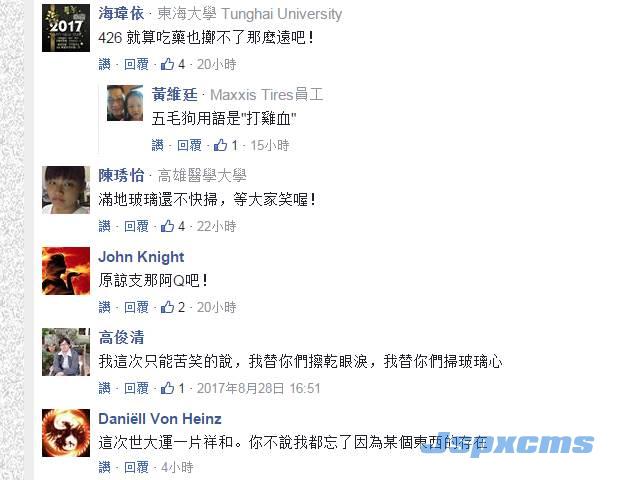 2017
海瑋依 · 東海大學 Tunghai University
426 就算吃藥也擲不了那麼遠吧！
讚 · 回覆 · 4 · 20小時
黃維廷 · Maxxis Tires員工
五毛狗用語是"打雞血"
讚 · 回覆 · 1 · 15小時
陳琇怡 · 高雄醫學大學
滿地玻璃還不快掃，等大家笑喔！
讚 · 回覆 · 4 · 22小時
John Knight
原諒支那阿Q吧！
讚 · 回覆 · 2 · 20小時
高俊清
我這次只能苦笑的說，我替你們擦乾眼淚，我替你們掃玻璃心
讚 · 回覆 · 1 · 2017年8月28日 16:51
Daniëll Von Heinz
這次世大運一片祥和。你不說我都忘了因為某個東西的存在
讚 · 回覆 · 4小時
Jspxcms